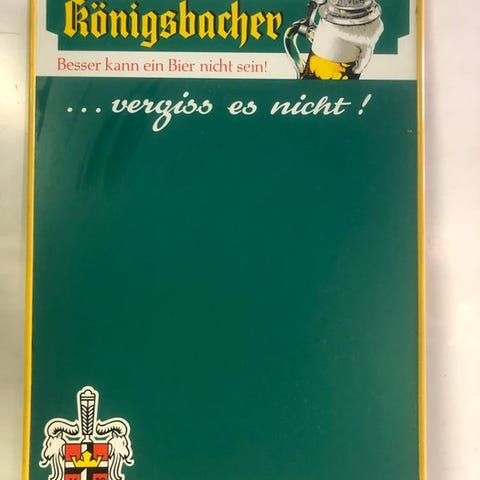 Königsbacher
Besser kann ein Bier nicht sein!
...vergiss es nicht!